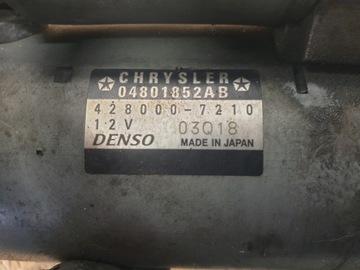 CHRYSLER
04801852AB
428000-7210
12V 03Q18
DENSO MADE IN JAPAN